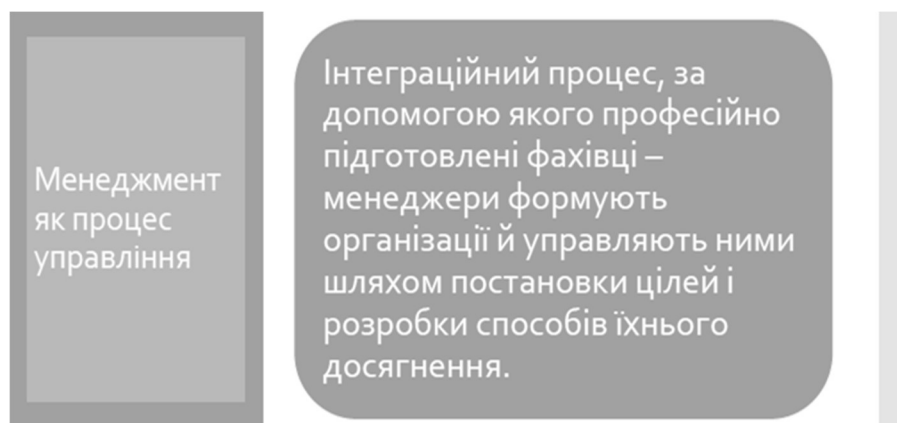 Менеджмент
як процес
управління
Інтеграційний процес, за
допомогою якого професійно
підготовлені фахівці –
менеджери формують
організації й управляють ними
шляхом постановки цілей і
розробки способів їхнього
досягнення.